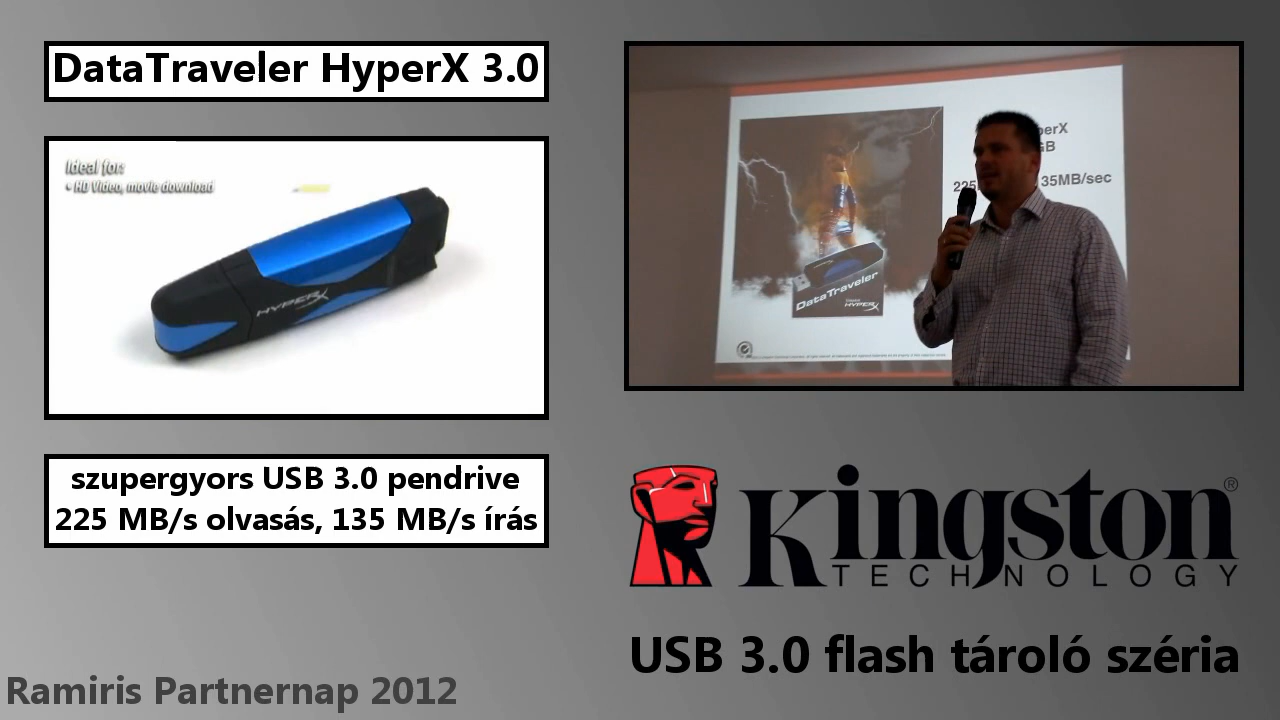 DataTraveler HyperX 3.0
Ideal for:
• HD Video, movie download
HYPERX
szupergyors USB 3.0 pendrive
225 MB/s olvasás, 135 MB/s írás
225
35MB/sec
DataTraveler
HYPERX
Kingston®
TECHNOLOGY
USB 3.0 flash tároló széria
Ramiris Partnernap 2012